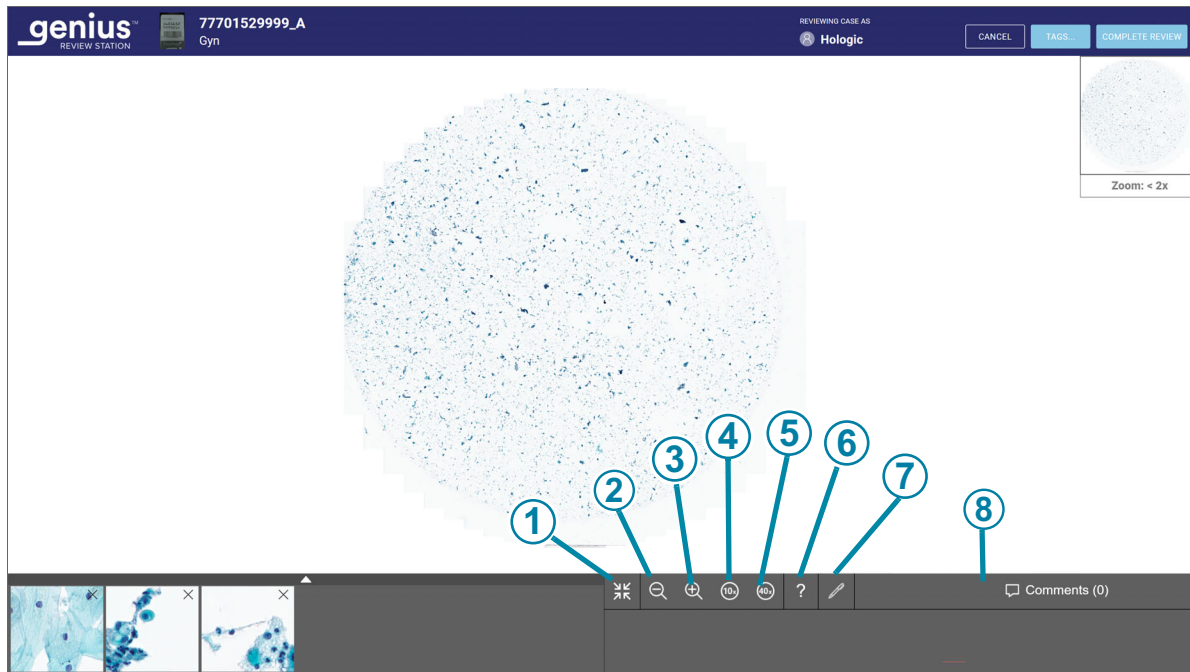 genius™
REVIEW STATION
77701529999_A
Gyn
REVIEWING CASE AS
Hologic
CANCEL
TAGS...
COMPLETE REVIEW
Zoom: < 2x
1
2
3
4
5
6
7
8
10x
40x
?
Comments (0)